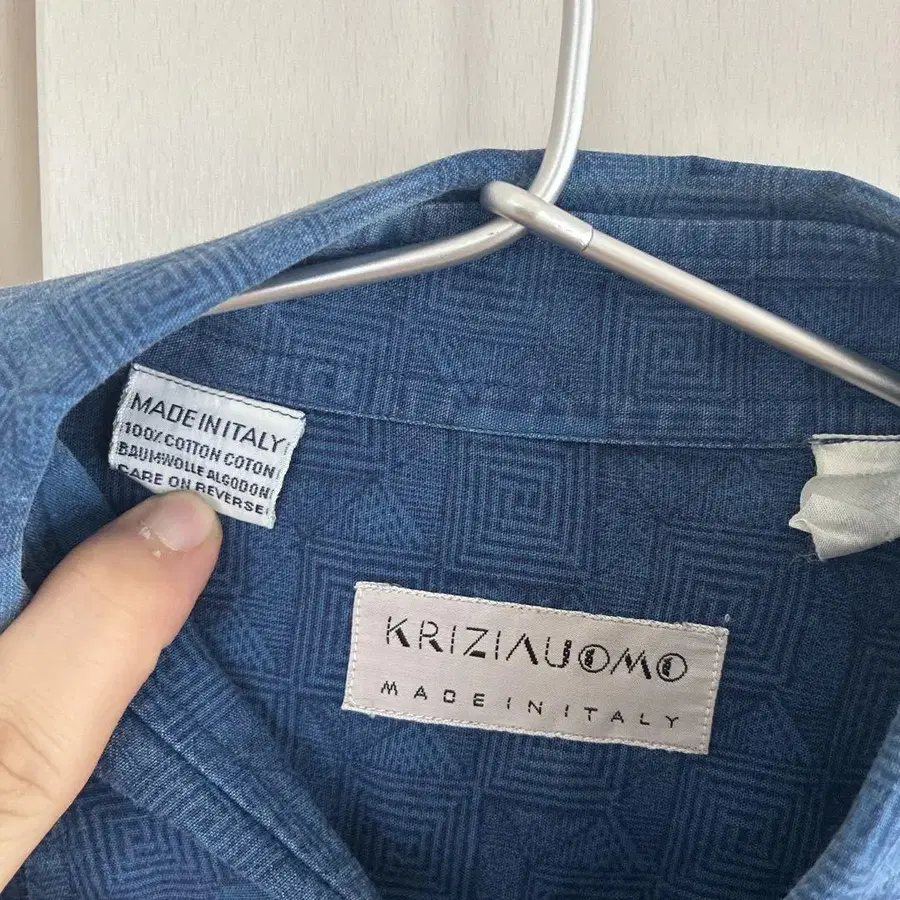 MADE IN ITALY
100% COTTON COTON
BAUMWOLLE ALGODON
CARE ON REVERSE
KRIZIAUOMO
MADE IN ITALY